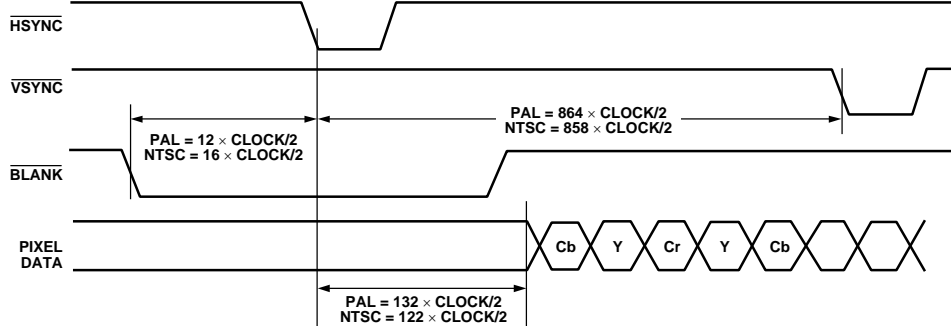 HSYNC
VSYNC
PAL = 864 × CLOCK/2
NTSC = 858 × CLOCK/2
PAL = 12 × CLOCK/2
NTSC = 16 × CLOCK/2
BLANK
PIXEL
DATA
Cb Y Cr Y Cb
PAL = 132 × CLOCK/2
NTSC = 122 × CLOCK/2